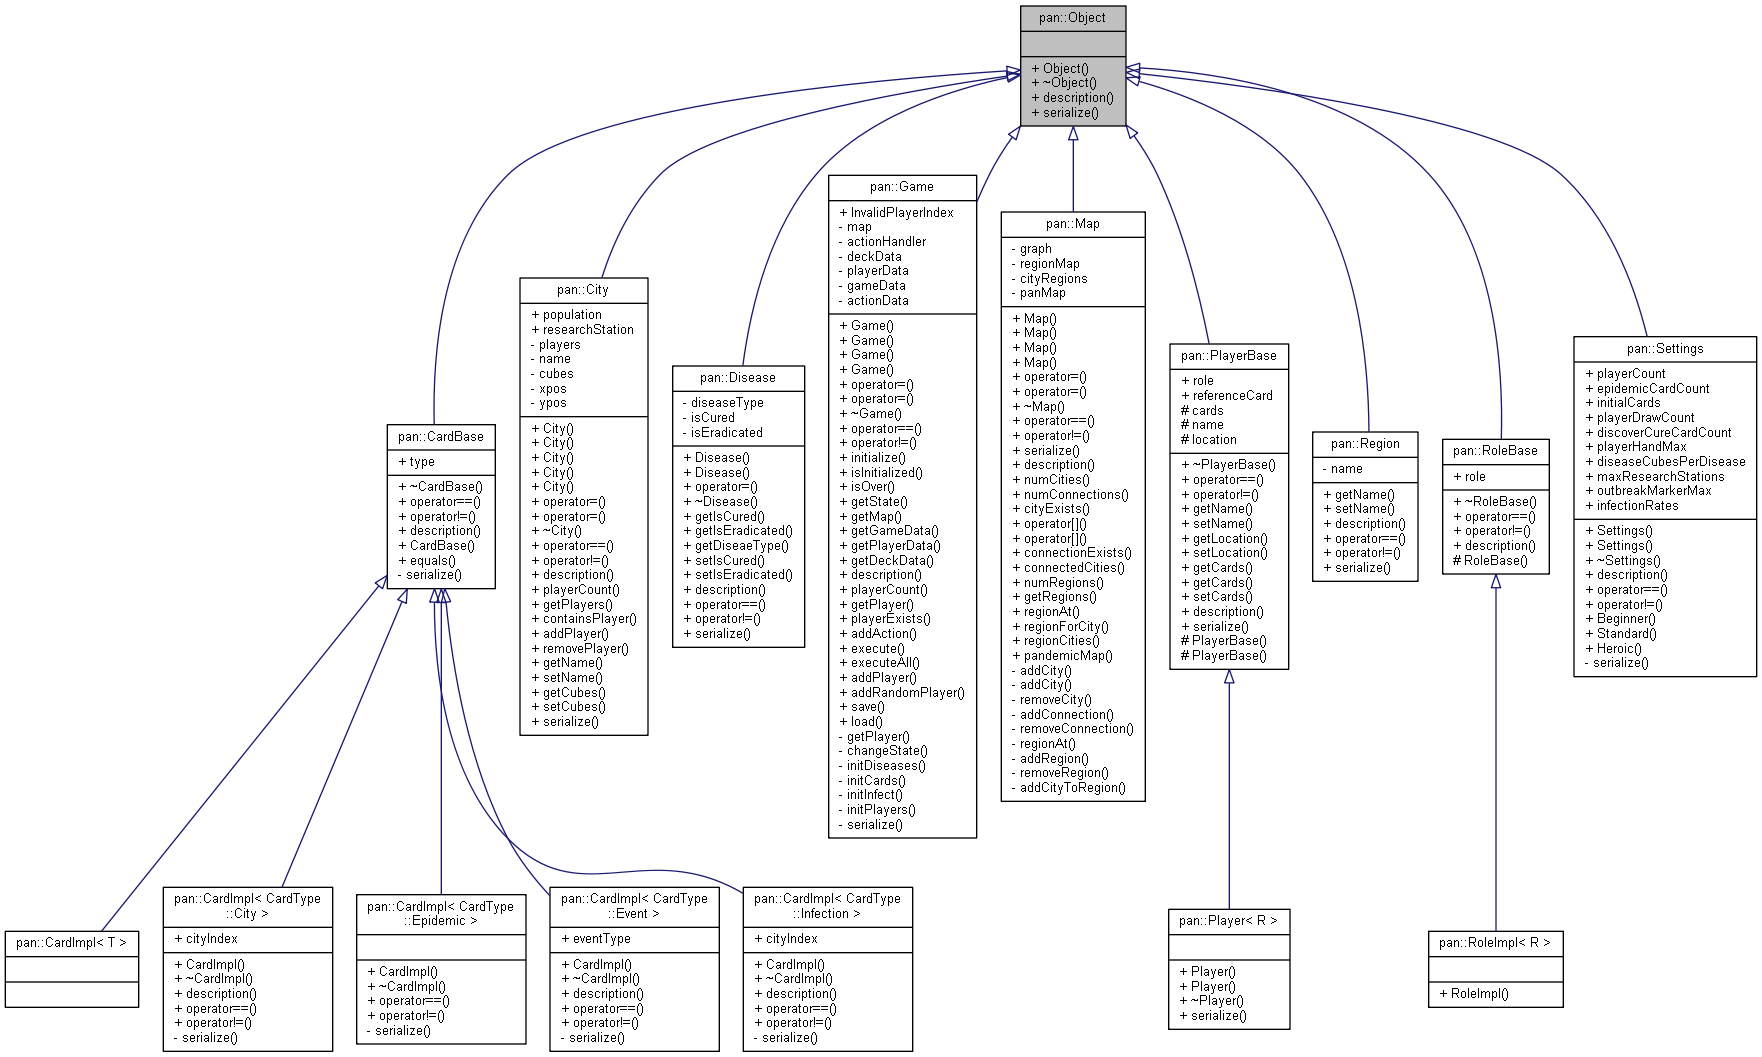 pan::Object
+ Object()
+ ~Object()
+ description()
+ serialize()
pan::CardBase
+ type
+ ~CardBase()
+ operator==()
+ operator!=()
+ description()
+ CardBase()
+ equals()
- serialize()
pan::City
+ population
+ researchStation
- players
- name
- cubes
- xpos
- ypos
+ City()
+ City()
+ City()
+ City()
+ City()
+ operator=()
+ operator=()
+ ~City()
+ operator==()
+ operator!=()
+ description()
+ playerCount()
+ getPlayers()
+ containsPlayer()
+ addPlayer()
+ removePlayer()
+ getName()
+ setName()
+ getCubes()
+ setCubes()
+ serialize()
pan::Disease
- diseaseType
- isCured
- isEradicated
+ Disease()
+ Disease()
+ operator=()
+ ~Disease()
+ getIsCured()
+ getIsEradicated()
+ getDiseaeType()
+ setIsCured()
+ setIsEradicated()
+ description()
+ operator==()
+ operator!=()
+ serialize()
pan::Game
+ InvalidPlayerIndex
- map
- actionHandler
- deckData
- playerData
- gameData
- actionData
+ Game()
+ Game()
+ Game()
+ Game()
+ operator=()
+ operator=()
+ ~Game()
+ operator==()
+ operator!=()
+ initialize()
+ isInitialized()
+ isOver()
+ getState()
+ getMap()
+ getGameData()
+ getPlayerData()
+ getDeckData()
+ description()
+ playerCount()
+ getPlayer()
+ playerExists()
+ addAction()
+ execute()
+ executeAll()
+ addPlayer()
+ addRandomPlayer()
+ save()
+ load()
- getPlayer()
- changeState()
- initDiseases()
- initCards()
- initInfect()
- initPlayers()
- serialize()
pan::Map
- graph
- regionMap
- cityRegions
- panMap
+ Map()
+ Map()
+ Map()
+ Map()
+ operator=()
+ operator=()
+ ~Map()
+ operator==()
+ operator!=()
+ serialize()
+ description()
+ numCities()
+ numConnections()
+ cityExists()
+ operator[]()
+ operator[]()
+ connectionExists()
+ connectedCities()
+ numRegions()
+ getRegions()
+ regionAt()
+ regionForCity()
+ regionCities()
+ pandemicMap()
- addCity()
- addCity()
- removeCity()
- addConnection()
- removeConnection()
- regionAt()
- addRegion()
- removeRegion()
- addCityToRegion()
pan::PlayerBase
+ role
+ referenceCard
# cards
# name
# location
+ ~PlayerBase()
+ operator==()
+ operator!=()
+ getName()
+ setName()
+ getLocation()
+ setLocation()
+ getCards()
+ getCards()
+ setCards()
+ description()
+ serialize()
# PlayerBase()
# PlayerBase()
pan::Region
- name
+ getName()
+ setName()
+ description()
+ operator==()
+ operator!=()
+ serialize()
pan::RoleBase
+ role
+ ~RoleBase()
+ operator==()
+ operator!=()
+ description()
# RoleBase()
pan::Settings
+ playerCount
+ epidemicCardCount
+ initialCards
+ playerDrawCount
+ discoverCureCardCount
+ playerHandMax
+ diseaseCubesPerDisease
+ maxResearchStations
+ outbreakMarkerMax
+ infectionRates
+ Settings()
+ Settings()
+ ~Settings()
+ description()
+ operator==()
+ operator!=()
+ Beginner()
+ Standard()
+ Heroic()
- serialize()
pan::CardImpl< T >
pan::CardImpl< CardType
::City >
+ cityIndex
+ CardImpl()
+ ~CardImpl()
+ description()
+ operator==()
+ operator!=()
- serialize()
pan::CardImpl< CardType
::Epidemic >
+ CardImpl()
+ ~CardImpl()
+ operator==()
+ operator!=()
- serialize()
pan::CardImpl< CardType
::Event >
+ eventType
+ CardImpl()
+ ~CardImpl()
+ description()
+ operator==()
+ operator!=()
- serialize()
pan::CardImpl< CardType
::Infection >
+ cityIndex
+ CardImpl()
+ ~CardImpl()
+ description()
+ operator==()
+ operator!=()
- serialize()
pan::Player< R >
+ Player()
+ Player()
+ ~Player()
+ serialize()
pan::RoleImpl< R >
+ RoleImpl()